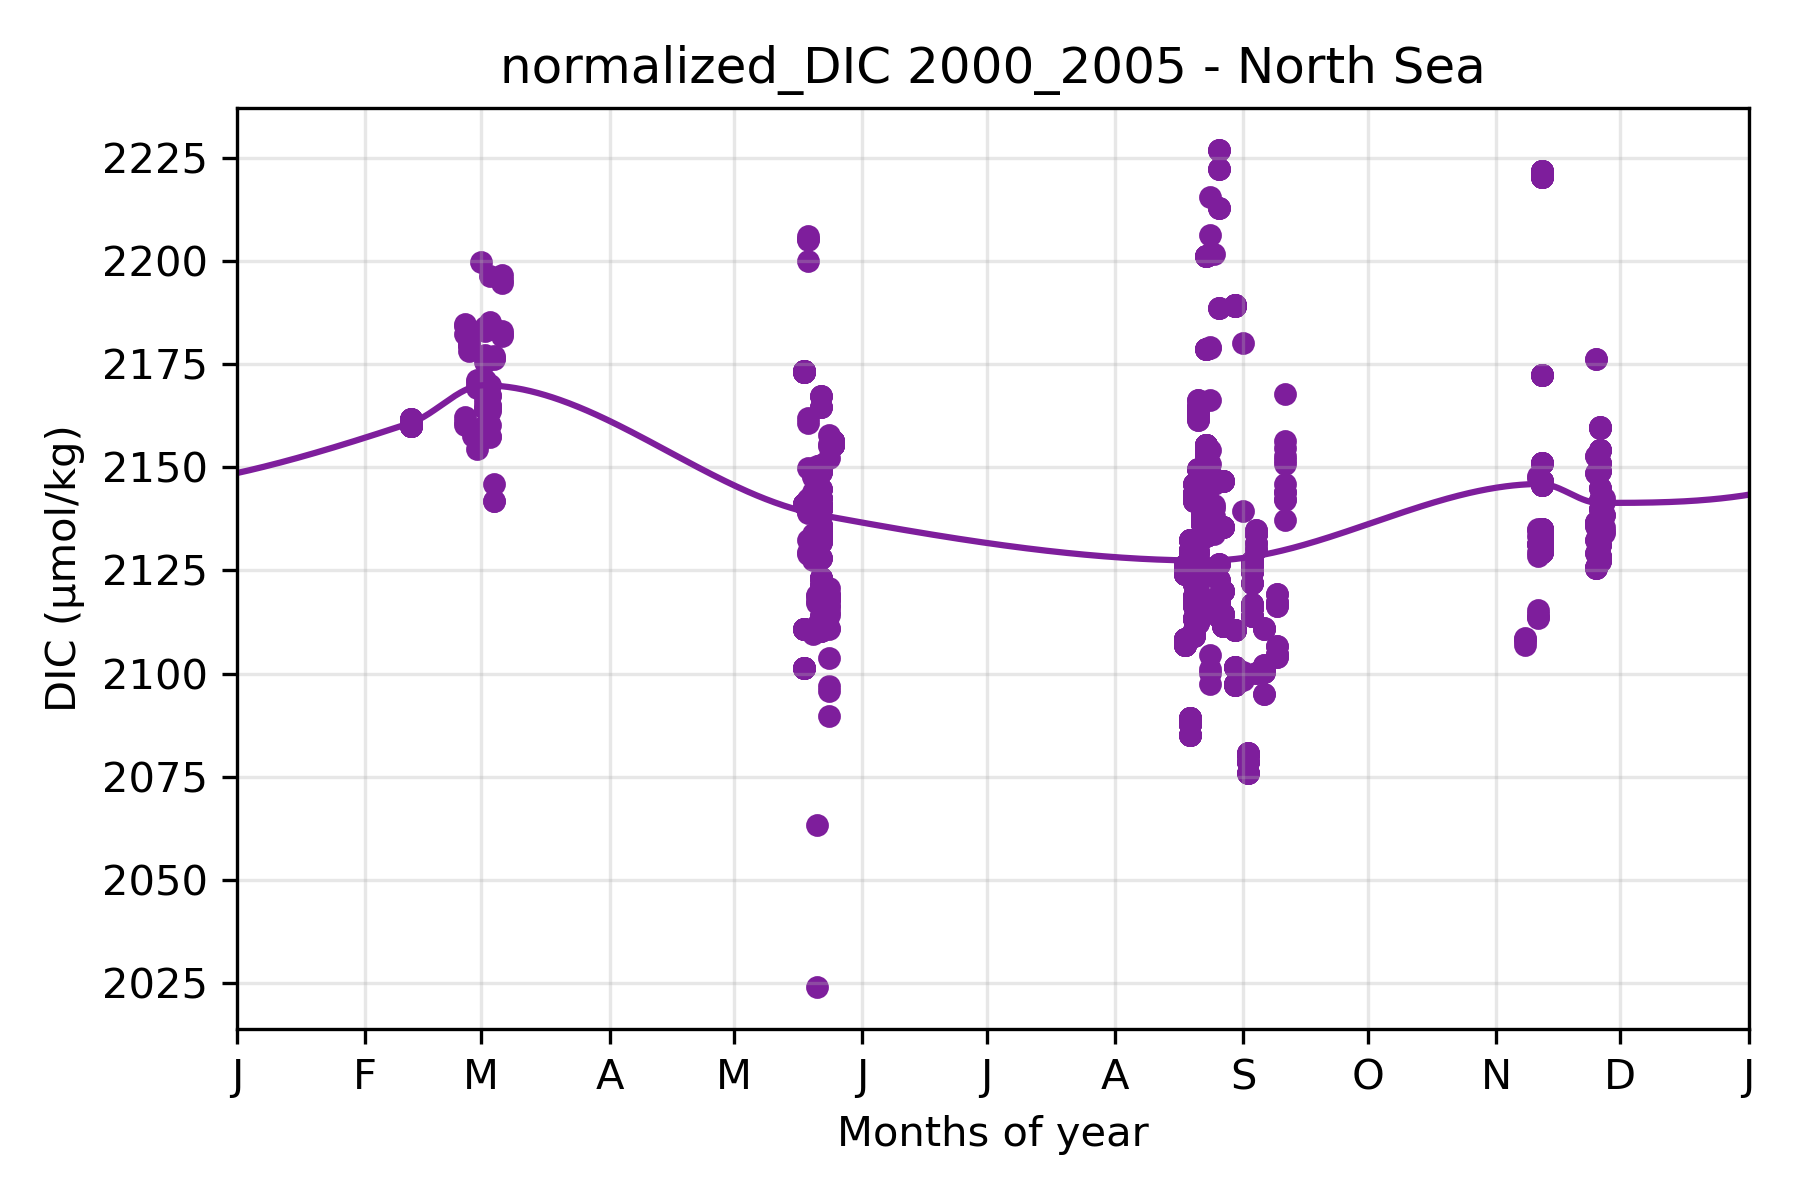 normalized_DIC 2000_2005 - North Sea
2225
2200
2175
2150
2125
2100
2075
2050
2025
DIC (μmol/kg)
J F M A M J J A S O N D J
Months of year